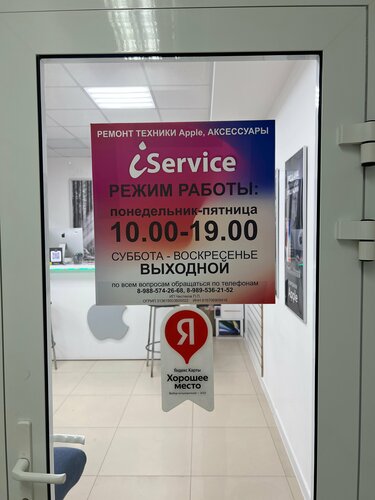 РЕМОНТ ТЕХНИКИ Apple, АКСЕССУАРЫ
iService
РЕЖИМ РАБОТЫ:
понедельник-пятница
10.00-19.00
СУББОТА - ВОСКРЕСЕНЬЕ
ВЫХОДНОЙ
по всем вопросам обращаться по телефонам
8-988-574-26-68, 8-989-536-21-52
Я
Яндекс Карты
Хорошее
место